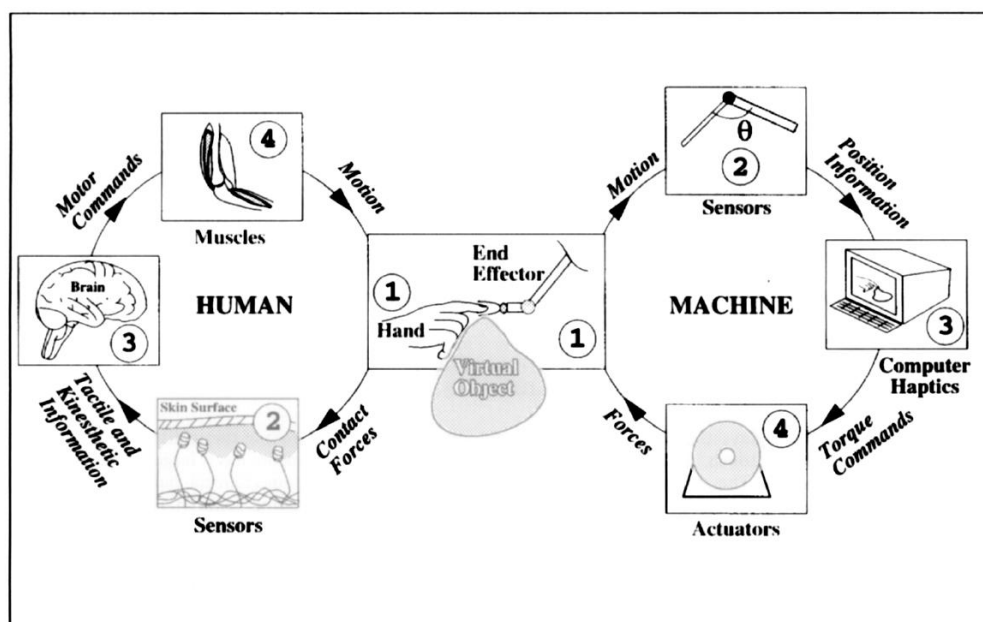 4
Muscles
Motor
Commands
Motion
Brain
3
HUMAN
Tactile and
Kinesthetic
Information
Skin Surface
2
Sensors
Contact
Forces
1
Hand
End
Effector
1
Virtual
Object
Motion
θ
2
Sensors
Position
Information
MACHINE
3
Computer
Haptics
Torque
Commands
4
Actuators
Forces